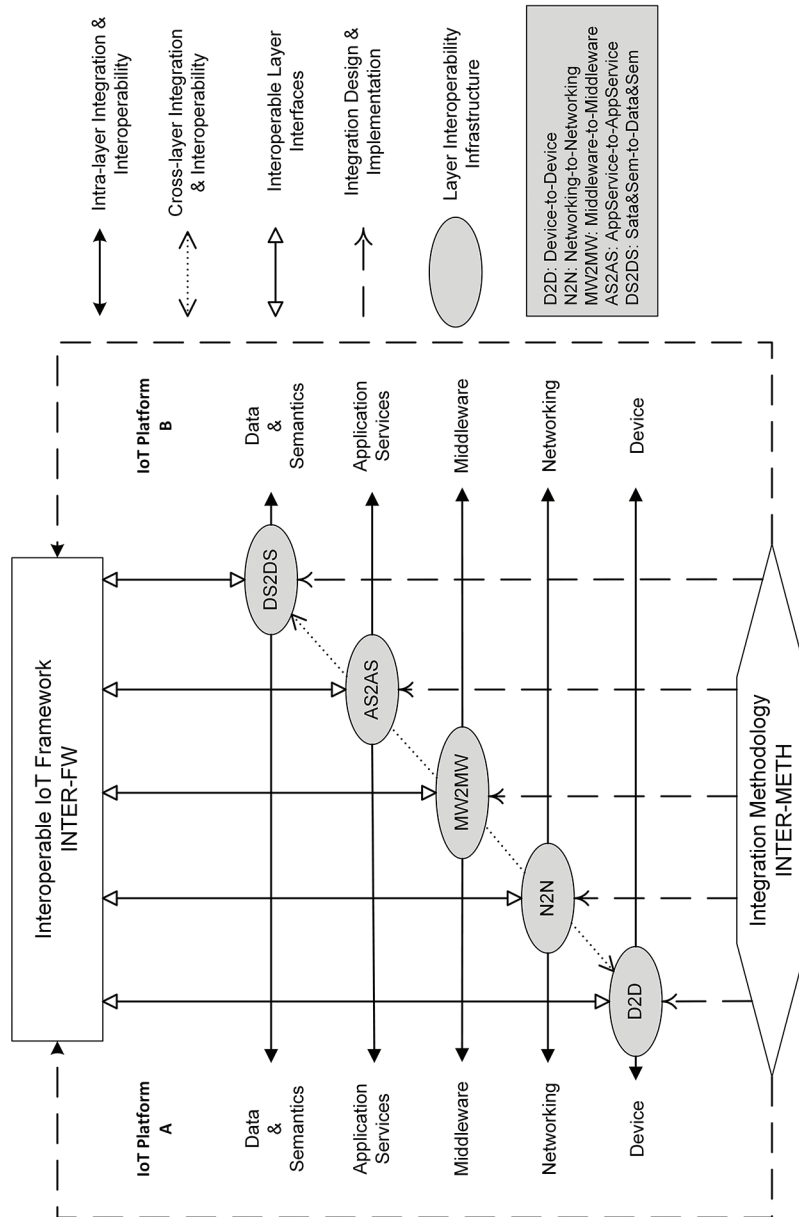 Interoperable IoT Framework
INTER-FW
IoT Platform
A
IoT Platform
B
Data
&
Semantics
DS2DS
Data
&
Semantics
Application
Services
AS2AS
Application
Services
Middleware
MW2MW
Middleware
Networking
N2N
Networking
Device
D2D
Device
Integration Methodology
INTER-METH
Intra-layer Integration &
Interoperability
Cross-layer Integration
& Interoperability
Interoperable Layer
Interfaces
Integration Design &
Implementation
Layer Interoperability
Infrastructure
D2D: Device-to-Device
N2N: Networking-to-Networking
MW2MW: Middleware-to-Middleware
AS2AS: AppService-to-AppService
DS2DS: Sata&Sem-to-Data&Sem